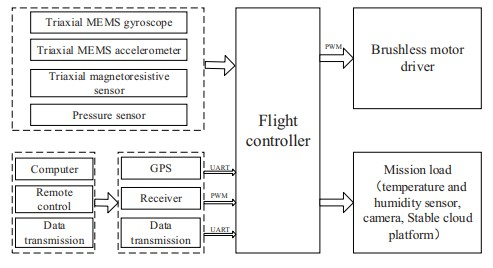 Triaxial MEMS gyroscope
Triaxial MEMS accelerometer
Triaxial magnetoresistive
sensor
Pressure sensor
Computer
Remote
control
Data
transmission
GPS
Receiver
Data
transmission
UART
PWM
UART
Flight
controller
PWM
Brushless motor
driver
Mission load
(temperature and
humidity sensor,
camera, Stable cloud
platform)